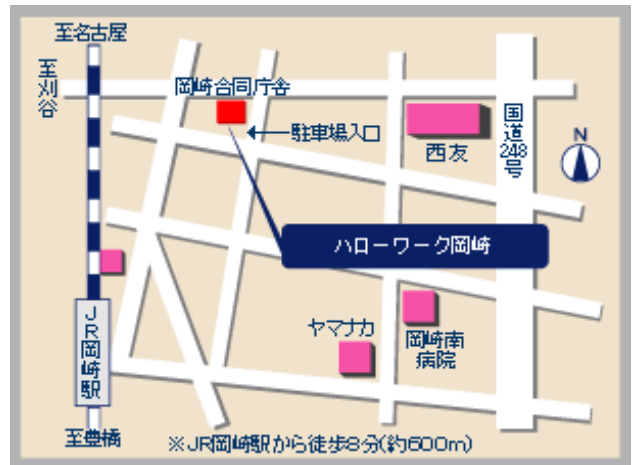 至名古屋
至刈谷
岡崎合同庁舎
駐車場入口
西友
国道248号
N
ハローワーク岡崎
JR岡崎駅
ヤマナカ
岡崎南
病院
至豊橋
※JR岡崎駅から徒歩8分(約600m)